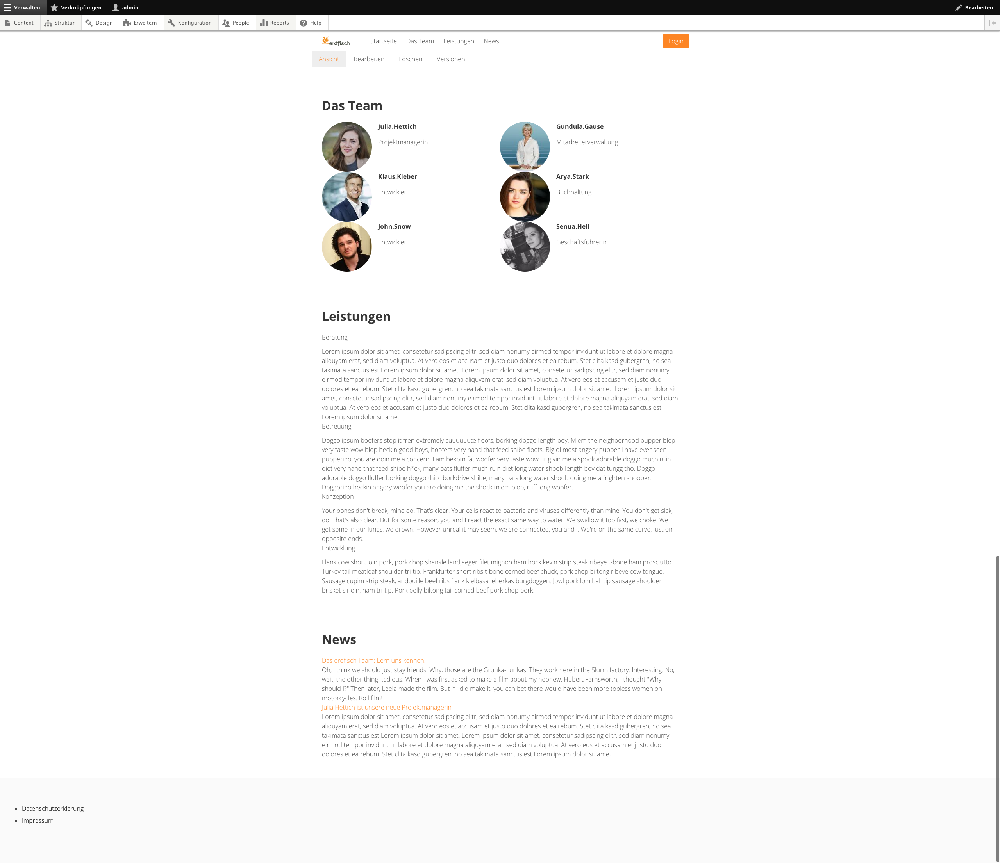 Verwalten Verknüpfungen admin Bearbeiten
Content Struktur Design Erweitern Konfiguration People Reports Help
erdfisch Startseite Das Team Leistungen News Login
Ansicht Bearbeiten Löschen Versionen
Das Team
Julia.Hettich
Projektmanagerin
Gundula.Gause
Mitarbeiterverwaltung
Klaus.Kleber
Entwickler
Arya.Stark
Buchhaltung
John.Snow
Entwickler
Senua.Hell
Geschäftsführerin
Leistungen
Beratung
Lorem ipsum dolor sit amet, consetetur sadipscing elitr, sed diam nonumy eirmod tempor invidunt ut labore et dolore magna
aliquyam erat, sed diam voluptua. At vero eos et accusam et justo duo dolores et ea rebum. Stet clita kasd gubergren, no sea
takimata sanctus est Lorem ipsum dolor sit amet. Lorem ipsum dolor sit amet, consetetur sadipscing elitr, sed diam nonumy
eirmod tempor invidunt ut labore et dolore magna aliquyam erat, sed diam voluptua. At vero eos et accusam et justo duo
dolores et ea rebum. Stet clita kasd gubergren, no sea takimata sanctus est Lorem ipsum dolor sit amet. Lorem ipsum dolor sit
amet, consetetur sadipscing elitr, sed diam nonumy eirmod tempor invidunt ut labore et dolore magna aliquyam erat, sed diam
voluptua. At vero eos et accusam et justo duo dolores et ea rebum. Stet clita kasd gubergren, no sea takimata sanctus est
Lorem ipsum dolor sit amet.
Betreuung
Doggo ipsum boofers stop it fren extremely cuuuuuute floofs, borking doggo length boy. Mlem the neighborhood pupper blep
very taste wow blop heckin good boys, boofers very hand that feed shibe floofs. Big ol most angery pupper I have ever seen
pupperino, you are doin me a concern. I am bekom fat woofer very taste wow ur givin me a spook adorable doggo much ruin
diet very hand that feed shibe h*ck, many pats fluffer much ruin diet long water shoob length boy dat tungg tho. Doggo
adorable doggo fluffer borking doggo thicc borkdrive shibe, many pats long water shoob doing me a frighten shoober.
Doggorino heckin angery woofer you are doing me the shock mlem blop, ruff long woofer.
Konzeption
Your bones don't break, mine do. That's clear. Your cells react to bacteria and viruses differently than mine. You don't get sick, I
do. That's also clear. But for some reason, you and I react the exact same way to water. We swallow it too fast, we choke. We
get some in our lungs, we drown. However unreal it may seem, we are connected, you and I. We're on the same curve, just on
opposite ends.
Entwicklung
Flank cow short loin pork, pork chop shankle landjaeger filet mignon ham hock kevin strip steak ribeye t-bone ham prosciutto.
Turkey tail meatloaf shoulder tri-tip. Frankfurter short ribs t-bone corned beef chuck, pork chop biltong ribeye cow tongue.
Sausage cupim strip steak, andouille beef ribs flank kielbasa leberkas burgdoggen. Jowl pork loin ball tip sausage shoulder
brisket sirloin, ham tri-tip. Pork belly biltong tail corned beef pork chop pork.
News
Das erdfisch Team: Lern uns kennen!
Oh, I think we should just stay friends. Why, those are the Grunka-Lunkas! They work here in the Slurm factory. Interesting. No,
wait, the other thing: tedious. When I was first asked to make a film about my nephew, Hubert Farnsworth, I thought "Why
should I?" Then later, Leela made the film. But if I did make it, you can bet there would have been more topless women on
motorcycles. Roll film!
Julia Hettich ist unsere neue Projektmanagerin
Lorem ipsum dolor sit amet, consetetur sadipscing elitr, sed diam nonumy eirmod tempor invidunt ut labore et dolore magna
aliquyam erat, sed diam voluptua. At vero eos et accusam et justo duo dolores et ea rebum. Stet clita kasd gubergren, no sea
takimata sanctus est Lorem ipsum dolor sit amet. Lorem ipsum dolor sit amet, consetetur sadipscing elitr, sed diam nonumy
eirmod tempor invidunt ut labore et dolore magna aliquyam erat, sed diam voluptua. At vero eos et accusam et justo duo
dolores et ea rebum. Stet clita kasd gubergren, no sea takimata sanctus est Lorem ipsum dolor sit amet.
Datenschutzerklärung
Impressum